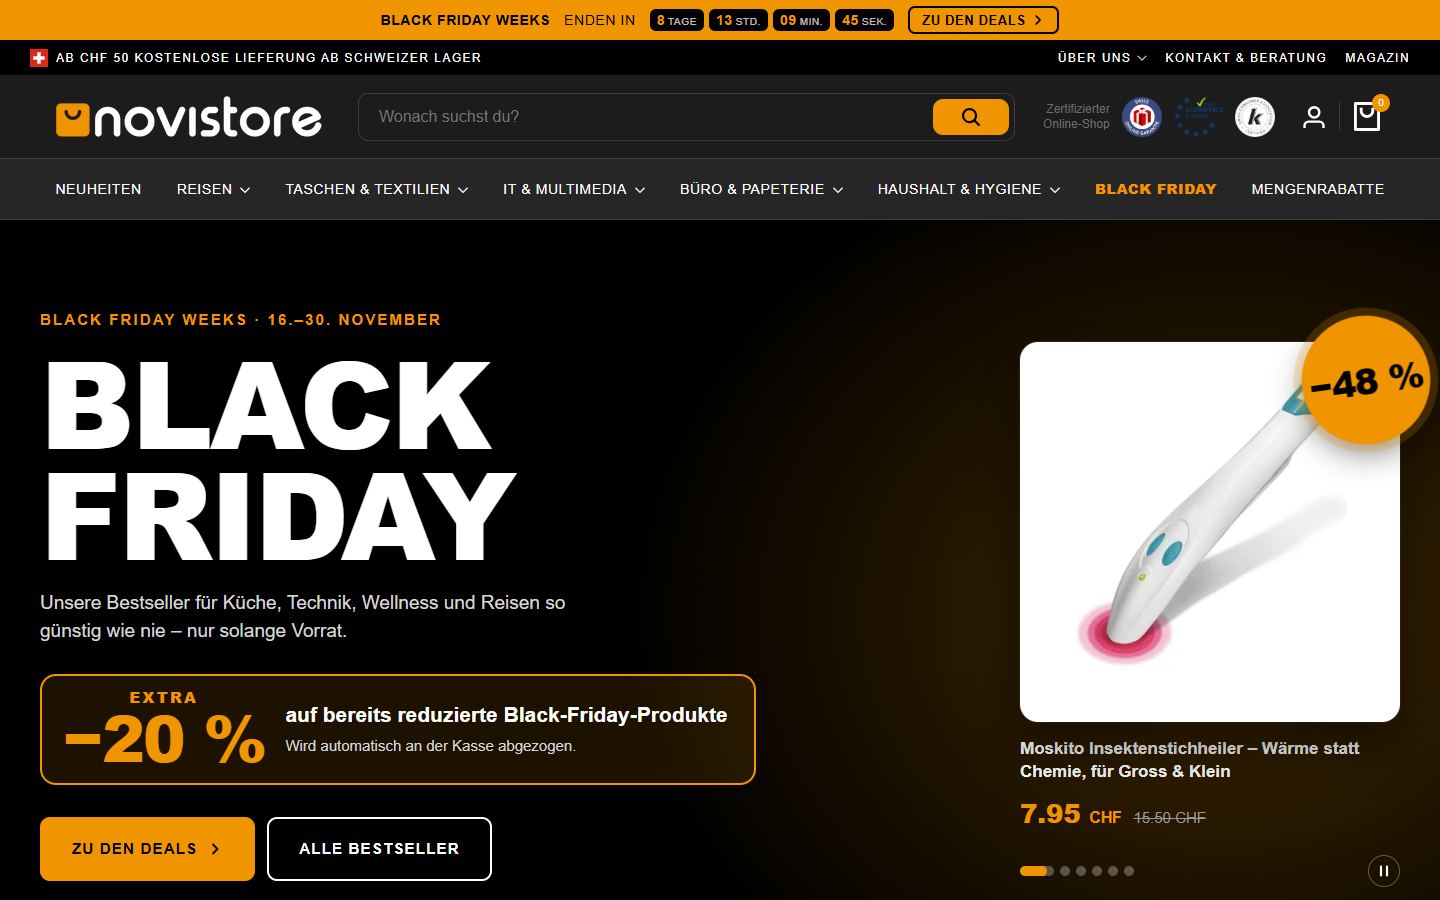 BLACK FRIDAY WEEKS ENDEN IN 8 TAGE 13 STD. 09 MIN. 45 SEK. ZU DEN DEALS
AB CHF 50 KOSTENLOSE LIEFERUNG AB SCHWEIZER LAGER
ÜBER UNS KONTAKT & BERATUNG MAGAZIN
novistore
Wonach suchst du?
Zertifizierter
Online-Shop
k
0
NEUHEITEN REISEN TASCHEN & TEXTILIEN IT & MULTIMEDIA BÜRO & PAPETERIE HAUSHALT & HYGIENE BLACK FRIDAY MENGENRABATTE
BLACK FRIDAY WEEKS · 16.–30. NOVEMBER
BLACK
FRIDAY
Unsere Bestseller für Küche, Technik, Wellness und Reisen so
günstig wie nie – nur solange Vorrat.
EXTRA
–20 %
auf bereits reduzierte Black-Friday-Produkte
Wird automatisch an der Kasse abgezogen.
ZU DEN DEALS ALLE BESTSELLER
–48 %
Moskito Insektenstichheiler – Wärme statt
Chemie, für Gross & Klein
7.95 CHF 15.50 CHF